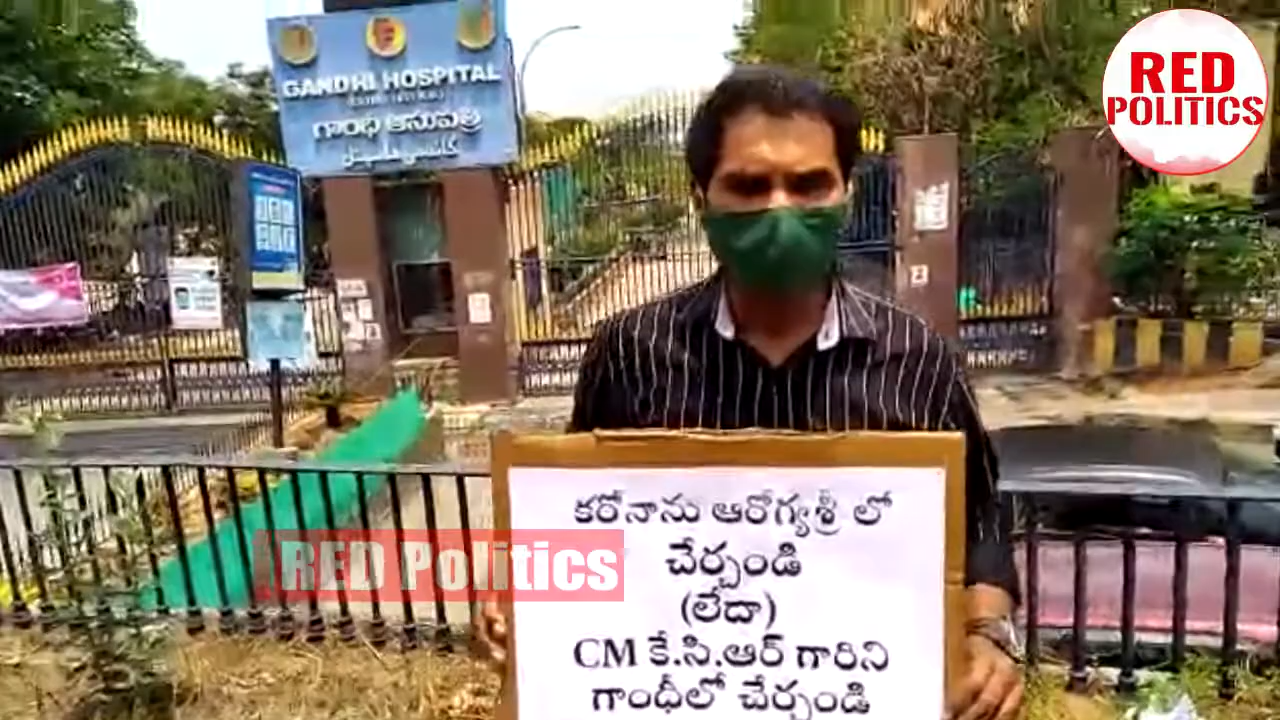 GANDHI HOSPITAL
గాంధి ఆసుపత్రి
RED
POLITICS
కరోనాను ఆరోగ్యశ్రీ లో
చేర్చండి
(లేదా)
CM కే.సి.ఆర్ గారిని
గాంధీలో చేర్పండి
RED Politics